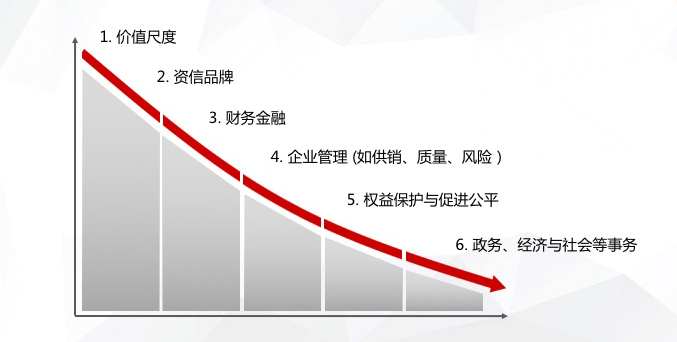 1. 价值尺度
2. 资信品牌
3. 财务金融
4. 企业管理 (如供销、质量、风险 )
5. 权益保护与促进公平
6. 政务、经济与社会等事务